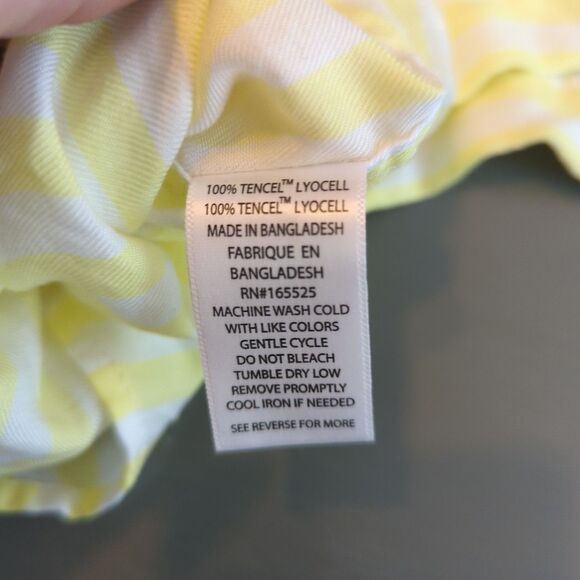 100% TENCEL™ LYOCELL
100% TENCEL™ LYOCELL
MADE IN BANGLADESH
FABRIQUE EN
BANGLADESH
RN#165525
MACHINE WASH COLD
WITH LIKE COLORS
GENTLE CYCLE
DO NOT BLEACH
TUMBLE DRY LOW
REMOVE PROMPTLY
COOL IRON IF NEEDED
SEE REVERSE FOR MORE